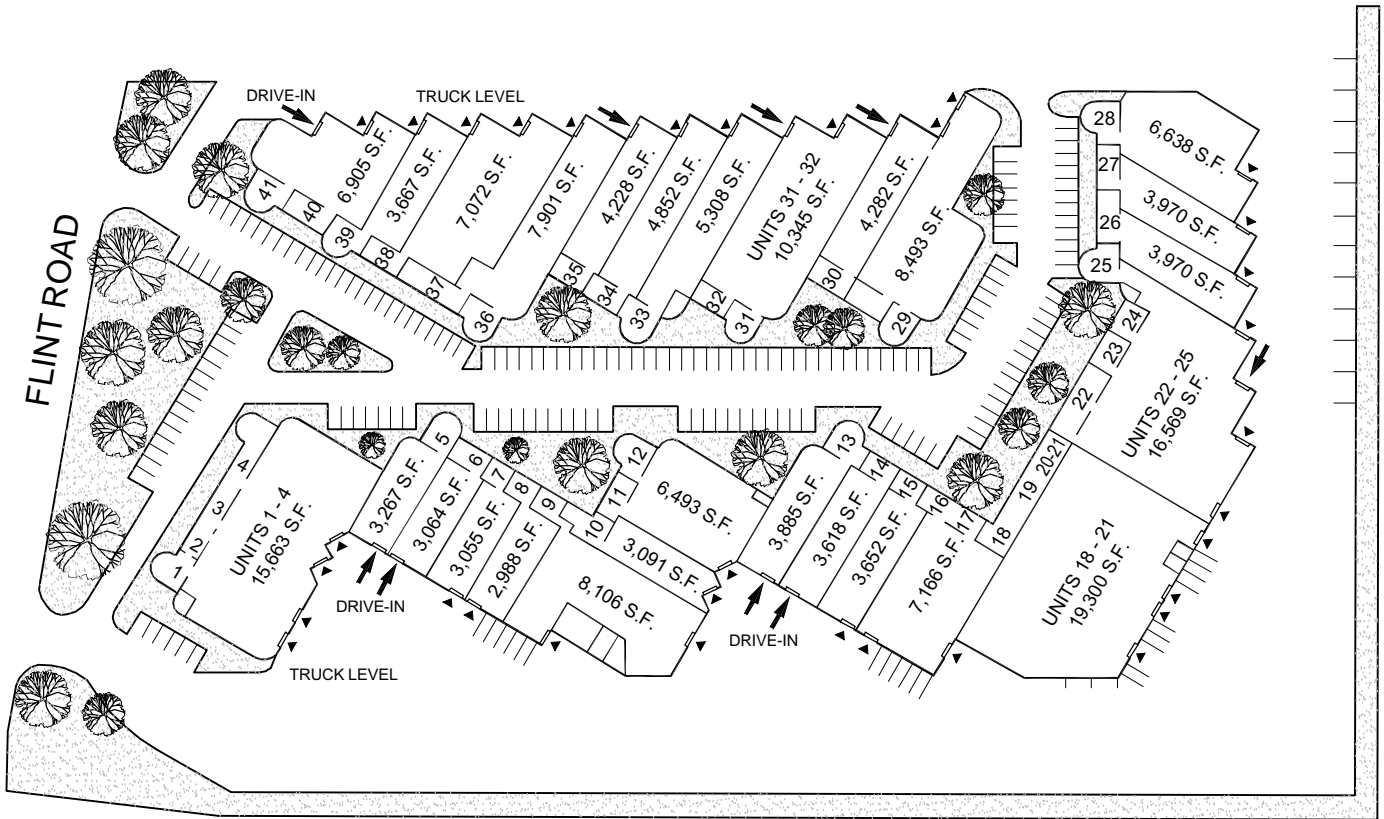 DRIVE-IN
TRUCK LEVEL
FLINT ROAD
41
40
6,905 S.F.
39
3,667 S.F.
38
7,072 S.F.
37
36
7,901 S.F.
35
4,228 S.F.
34
4,852 S.F.
33
5,308 S.F.
32
UNITS 31 - 32
10,345 S.F.
31
4,282 S.F.
30
8,493 S.F.
29
28
6,638 S.F.
27
3,970 S.F.
26
3,970 S.F.
25
24
23
22
UNITS 22 - 25
16,569 S.F.
20-21
19
18
UNITS 18 - 21
19,300 S.F.
4
3
2
1
UNITS 1 - 4
15,663 S.F.
5
3,267 S.F.
6
3,064 S.F.
7
3,055 S.F.
8
2,988 S.F.
9
10
8,106 S.F.
11
3,091 S.F.
12
6,493 S.F.
13
3,885 S.F.
14
3,618 S.F.
15
3,652 S.F.
16
17
7,166 S.F.
DRIVE-IN
DRIVE-IN
TRUCK LEVEL